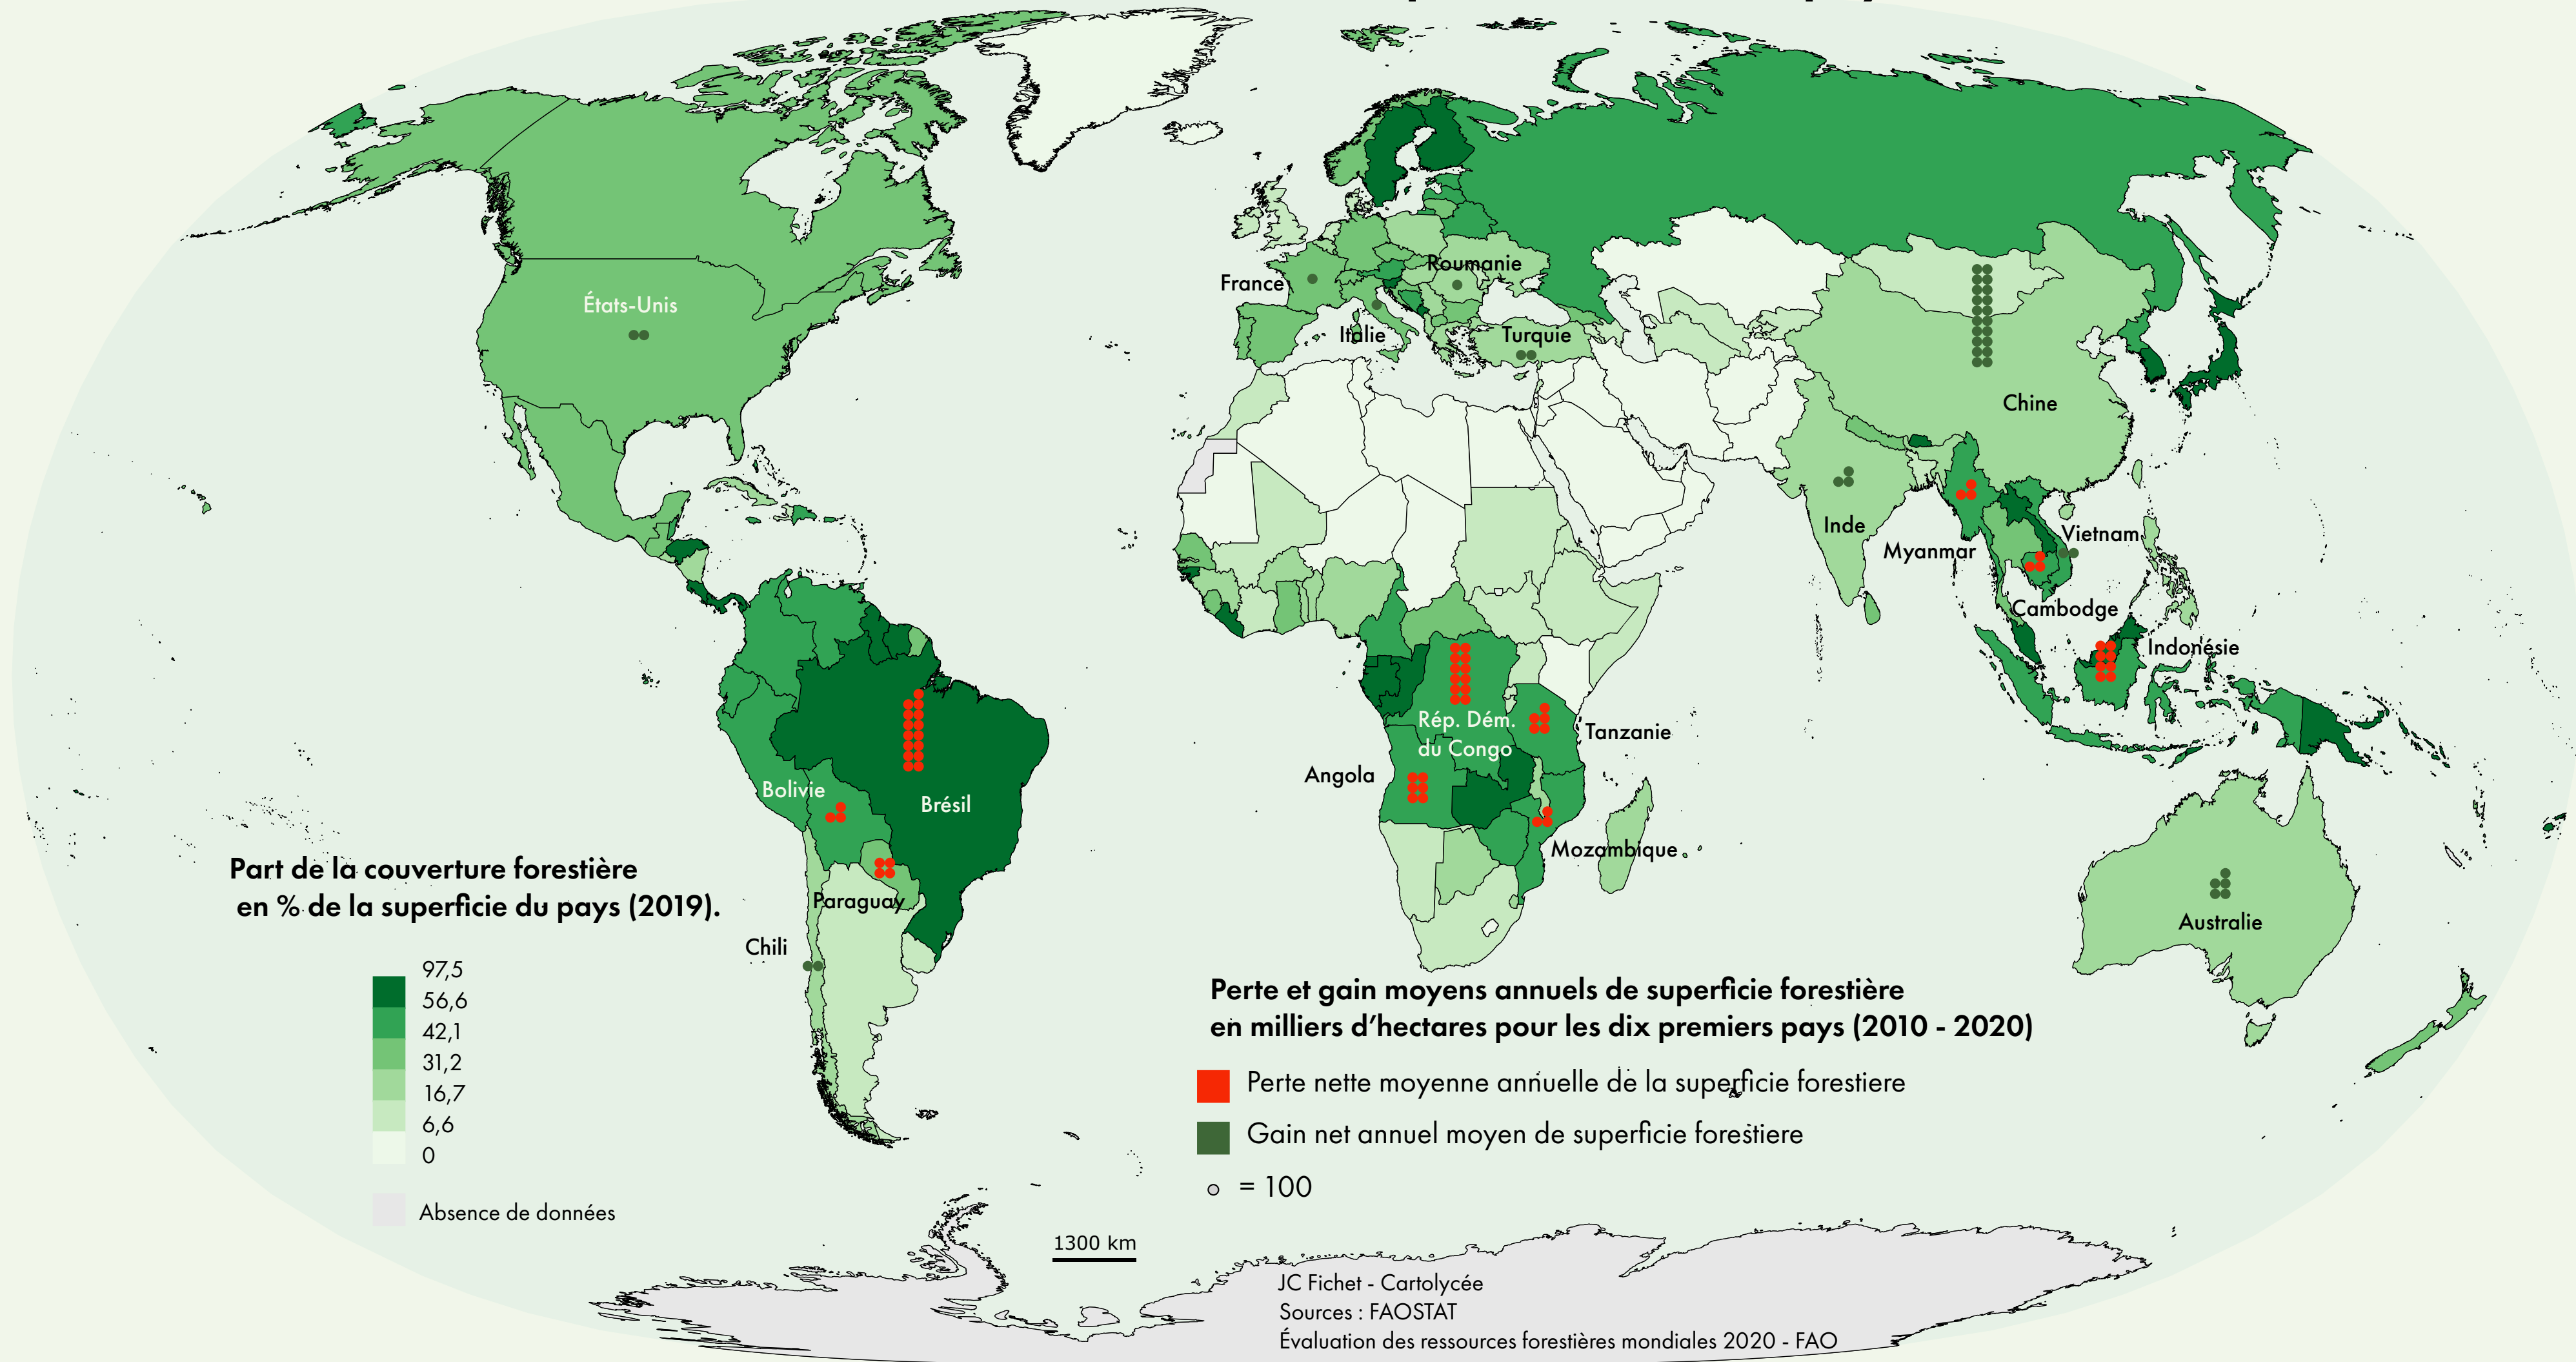 États-Unis
France
Roumanie
Italie
Turquie
Chine
Inde
Myanmar
Vietnam
Cambodge
Indonésie
Rép. Dém.
du Congo
Tanzanie
Angola
Mozambique
Bolivie
Brésil
Paraguay
Chili
Australie
Part de la couverture forestière
en % de la superficie du pays (2019).
97,5
56,6
42,1
31,2
16,7
6,6
0
Absence de données
Perte et gain moyens annuels de superficie forestière
en milliers d’hectares pour les dix premiers pays (2010 - 2020)
Perte nette moyenne annuelle de la superficie forestiere
Gain net annuel moyen de superficie forestiere
= 100
1300 km
JC Fichet - Cartolycée
Sources : FAOSTAT
Évaluation des ressources forestières mondiales 2020 - FAO